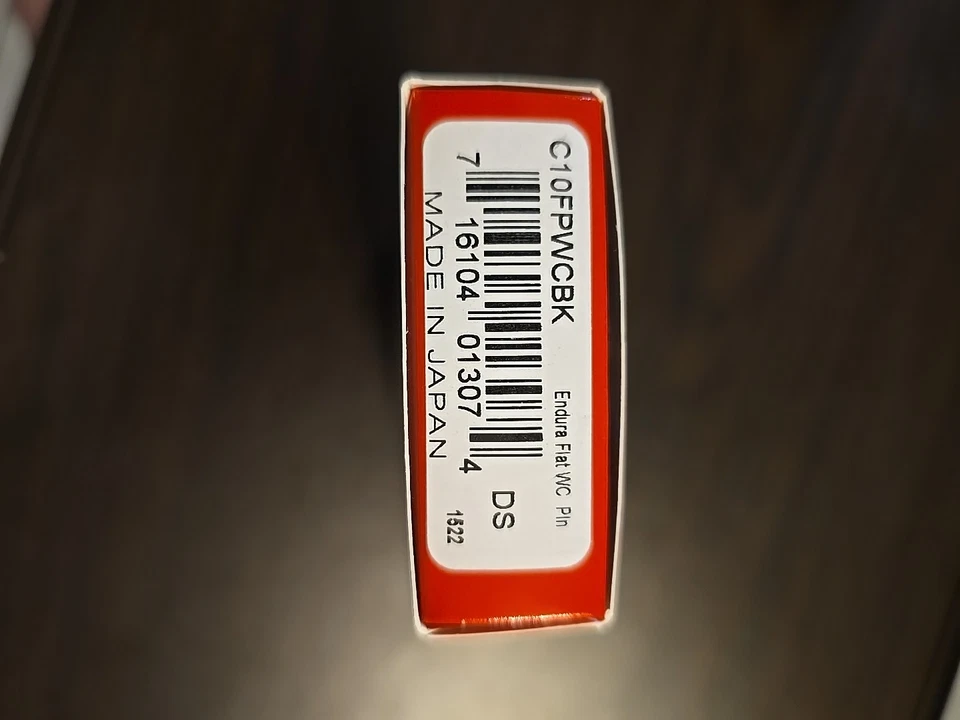 C10FPWCBK
Endura Flat WC Pln
7 16104 01307 4
DS
MADE IN JAPAN
1522